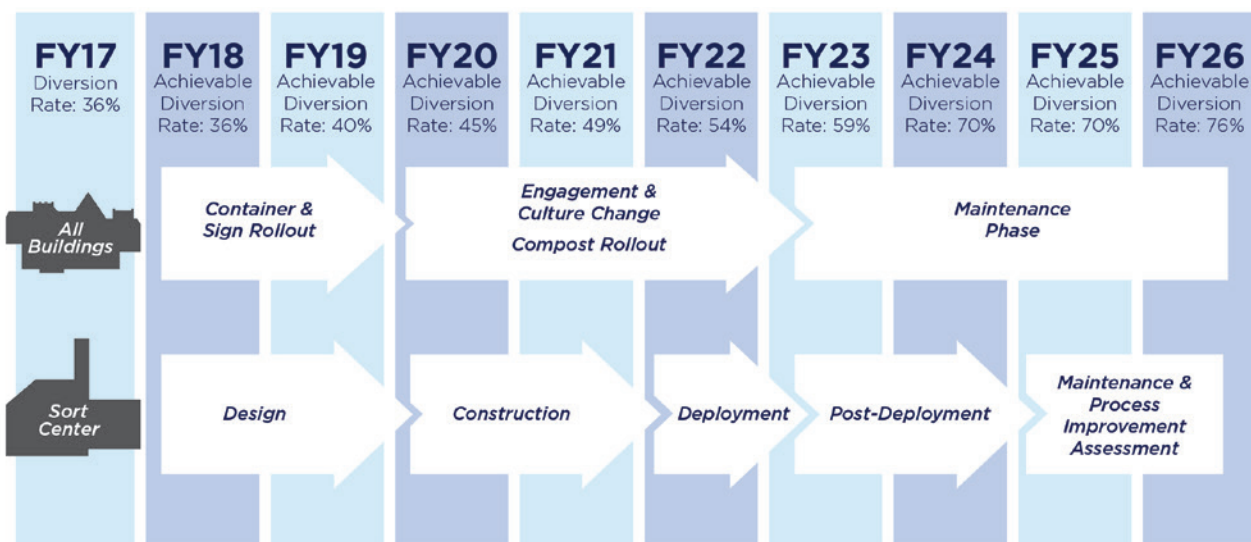 FY17
Diversion
Rate: 36%
FY18
Achievable
Diversion
Rate: 36%
FY19
Achievable
Diversion
Rate: 40%
FY20
Achievable
Diversion
Rate: 45%
FY21
Achievable
Diversion
Rate: 49%
FY22
Achievable
Diversion
Rate: 54%
FY23
Achievable
Diversion
Rate: 59%
FY24
Achievable
Diversion
Rate: 70%
FY25
Achievable
Diversion
Rate: 70%
FY26
Achievable
Diversion
Rate: 76%
All
Buildings
Container &
Sign Rollout
Engagement &
Culture Change
Compost Rollout
Maintenance
Phase
Sort
Center
Design
Construction
Deployment
Post-Deployment
Maintenance &
Process
Improvement
Assessment